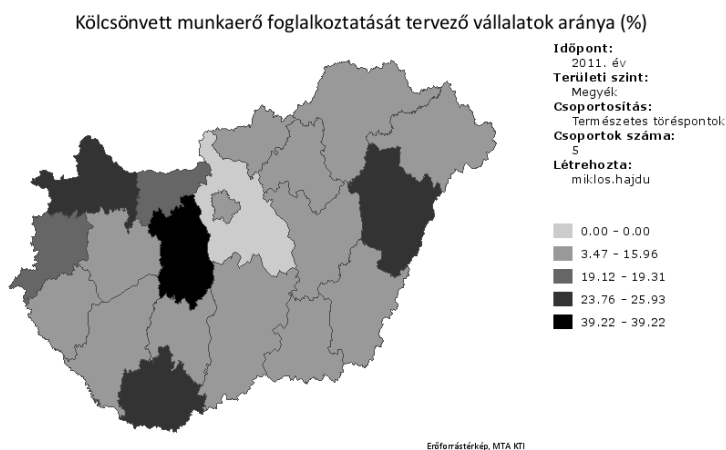 Kölcsönvett munkaerő foglalkoztatását tervező vállalatok aránya (%)
Időpont:
2011. év
Területi szint:
Megyék
Csoportosítás:
Természetes töréspontok
Csoportok száma:
5
Létrehozta:
miklos.hajdu
0.00 - 0.00
3.47 - 15.96
19.12 - 19.31
23.76 - 25.93
39.22 - 39.22
Erőforrástérkép, MTA KTI